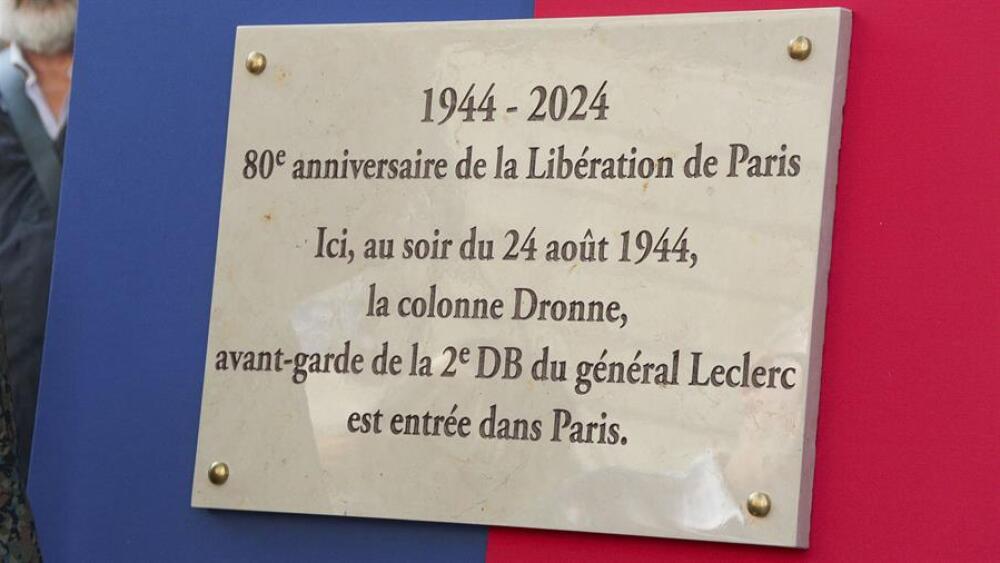 1944 - 2024
80e anniversaire de la Libération de Paris
Ici, au soir du 24 août 1944,
la colonne Dronne,
avant-garde de la 2e DB du général Leclerc
est entrée dans Paris.